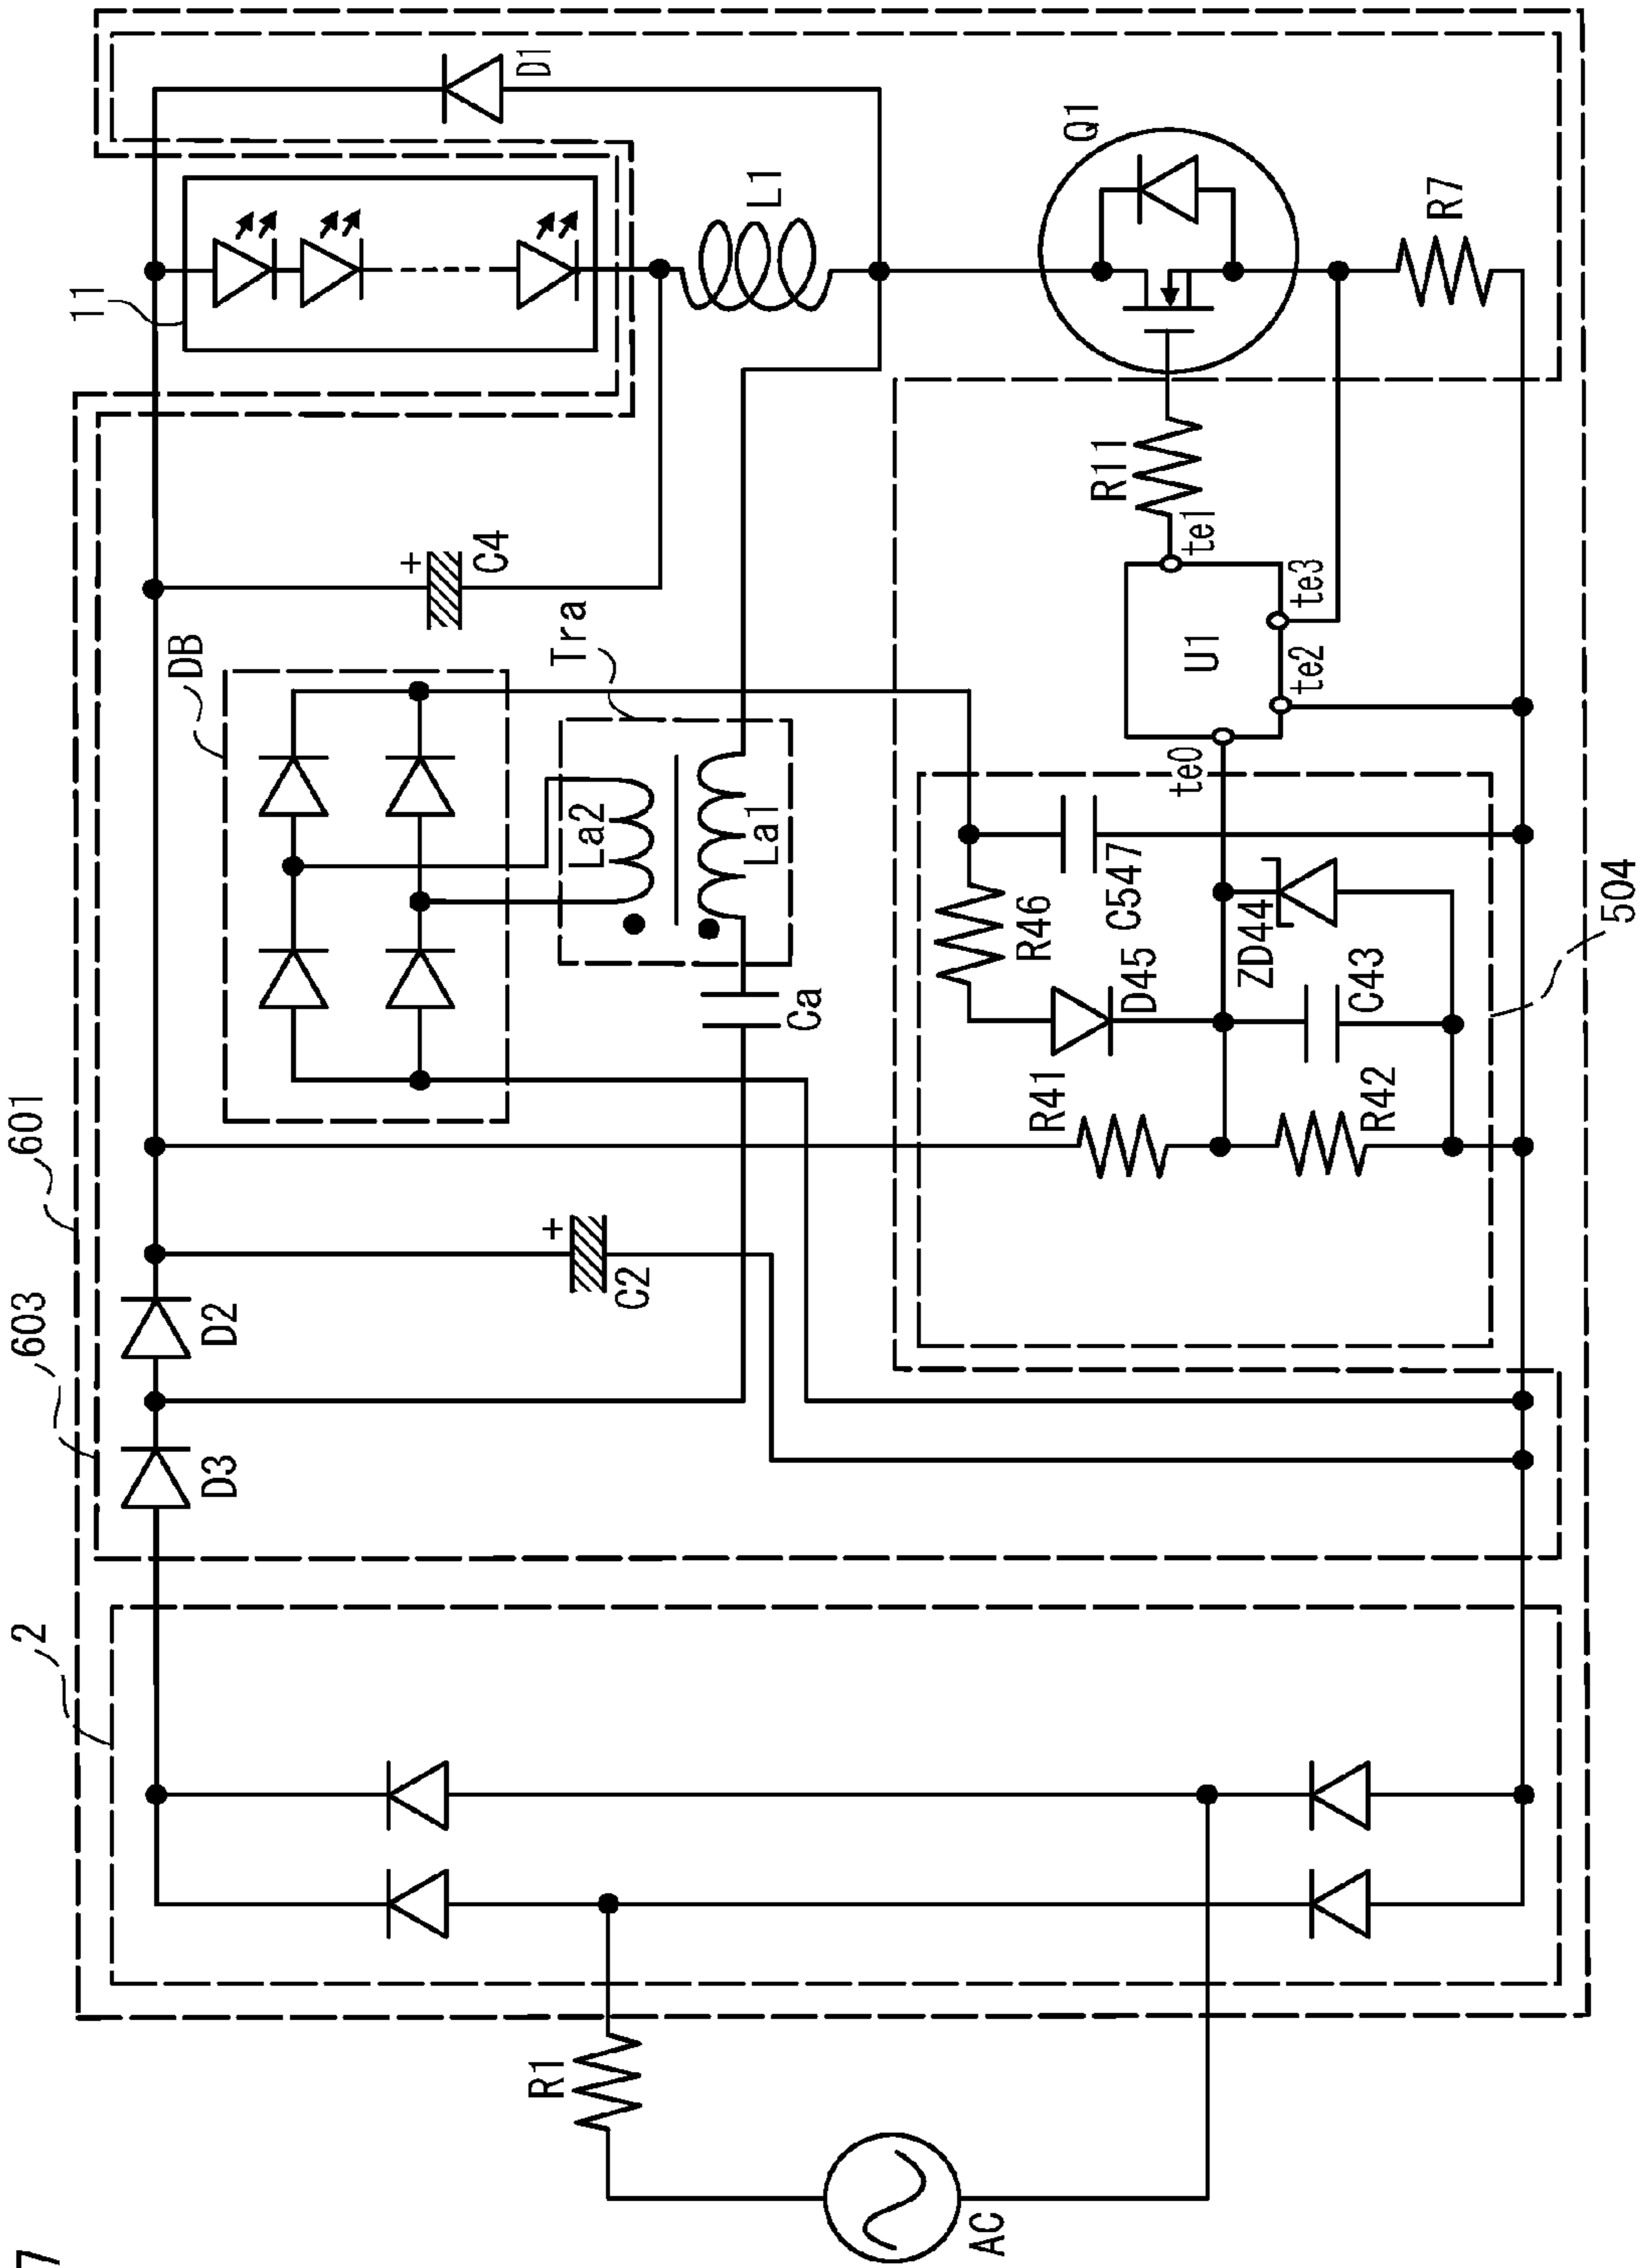 7
2
603
601
11
D3
D2
C2
+
DB
La2
La1
Tra
Ca
C4
+
D1
L1
Q1
R7
R11
U1
te0
te1
te2
te3
R46
C547
D45
ZD44
C43
R41
R42
504
R1
AC